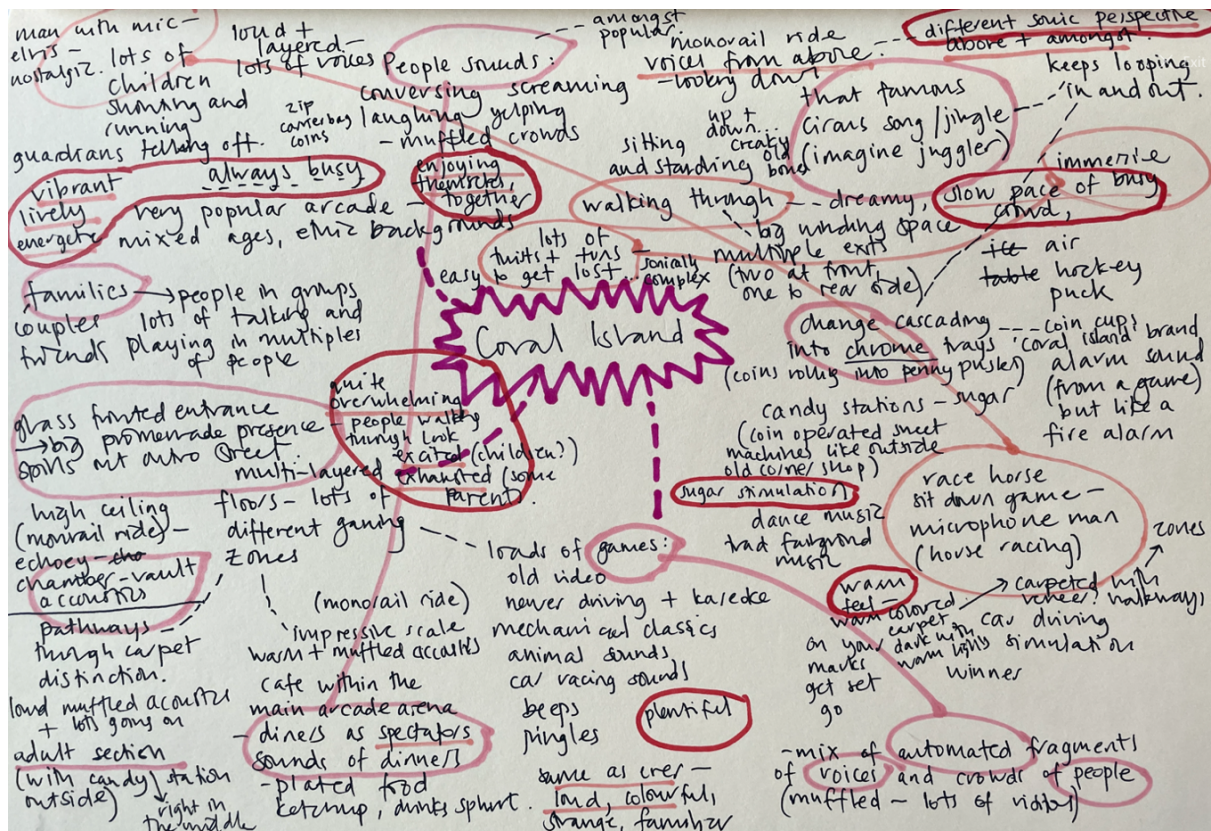 man with mic -
elvis -
nostalgiz.
lots of
children
shouting and
running
guardians telling off.
loud +
layered -
lots of voices
zip
coins
People sounds:
conversing screaming
laughing yelping
- muffled crowds
amongst
popular.
monorail ride
voices from above
- looking down
different sonic perspective
above + amongst.
keeps looping
in and out.
that famous
circus song / jingle
(imagine juggler)
vibrant
lively
energetic
always busy
very popular arcade -
mixed ages, etnic backgrounds
enjoying
themselves,
together
sitting
and standing
up +
down.
creaky
old
bones
walking through
- dreamy,
big winding space
multiple exits
(two at front,
one to rear side)
immersive
slow pace of busy
crowd,
air
hockey
puck
lots of
twists + turns
easy to get lost...
sonically
complex
families
couples
friends
→ people in groups
lots of talking and
playing in multiples
of people
Coral Island
change cascading
into chrome trays
(coins rolling into penny pusher)
coin cups
coral island brand
alarm sound
(from a game)
but like a
fire alarm
quite
overwhelming
- people walking
through look
excited (children?)
exhausted (some
parents).
glass fronted entrance
→ big promenade presence
spills out onto street.
multi-layered
floors - lots of
different gaming
zones
candy stations - sugar
(coin operated sweet
machines like outside
old corner shop)
sugar stimulation
dance music
trad fairground
music
race horse
sit down game -
microphone man
(horse racing)
zones
high ceiling
(monorail ride) -
echoey
chamber - vault
accoustics
pathways -
through carpet
distinction.
loud muffled acoustics
+ lots going on
adult section
(with candy station
outside)
right in
the middle
(monorail ride)
impressive scale
warm + muffled
cafe within the
main arcade arena
- diners as spectators
sounds of dinners
- plated food
ketchup, drinks
loads of games:
old video
newer driving + kareoke
mechanical classics
animal sounds
car racing sounds
beeps
jingles
plentiful
same as ever -
loud, colourful,
strange, familiar
warm
feel -
warm colored
carpet
dark with
warm lights
carpeted with
walkways
car driving
simulation
winner
on your
marks
get set
go
- mix of automated fragments
of voices and crowds of people
(muffled - lots of visitors)